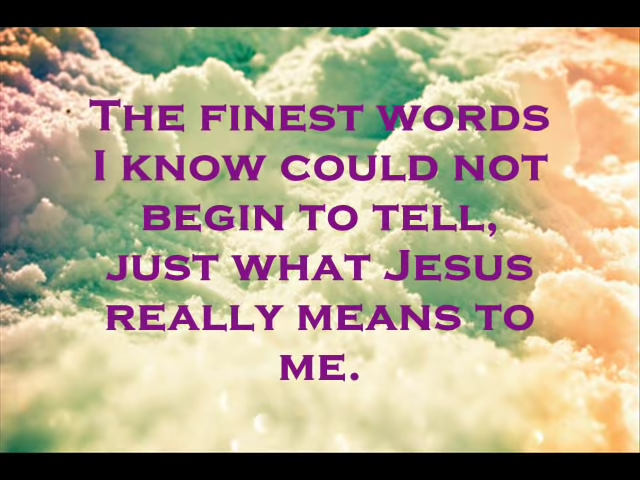 The finest words
I know could not
begin to tell,
just what Jesus
really means to
me.